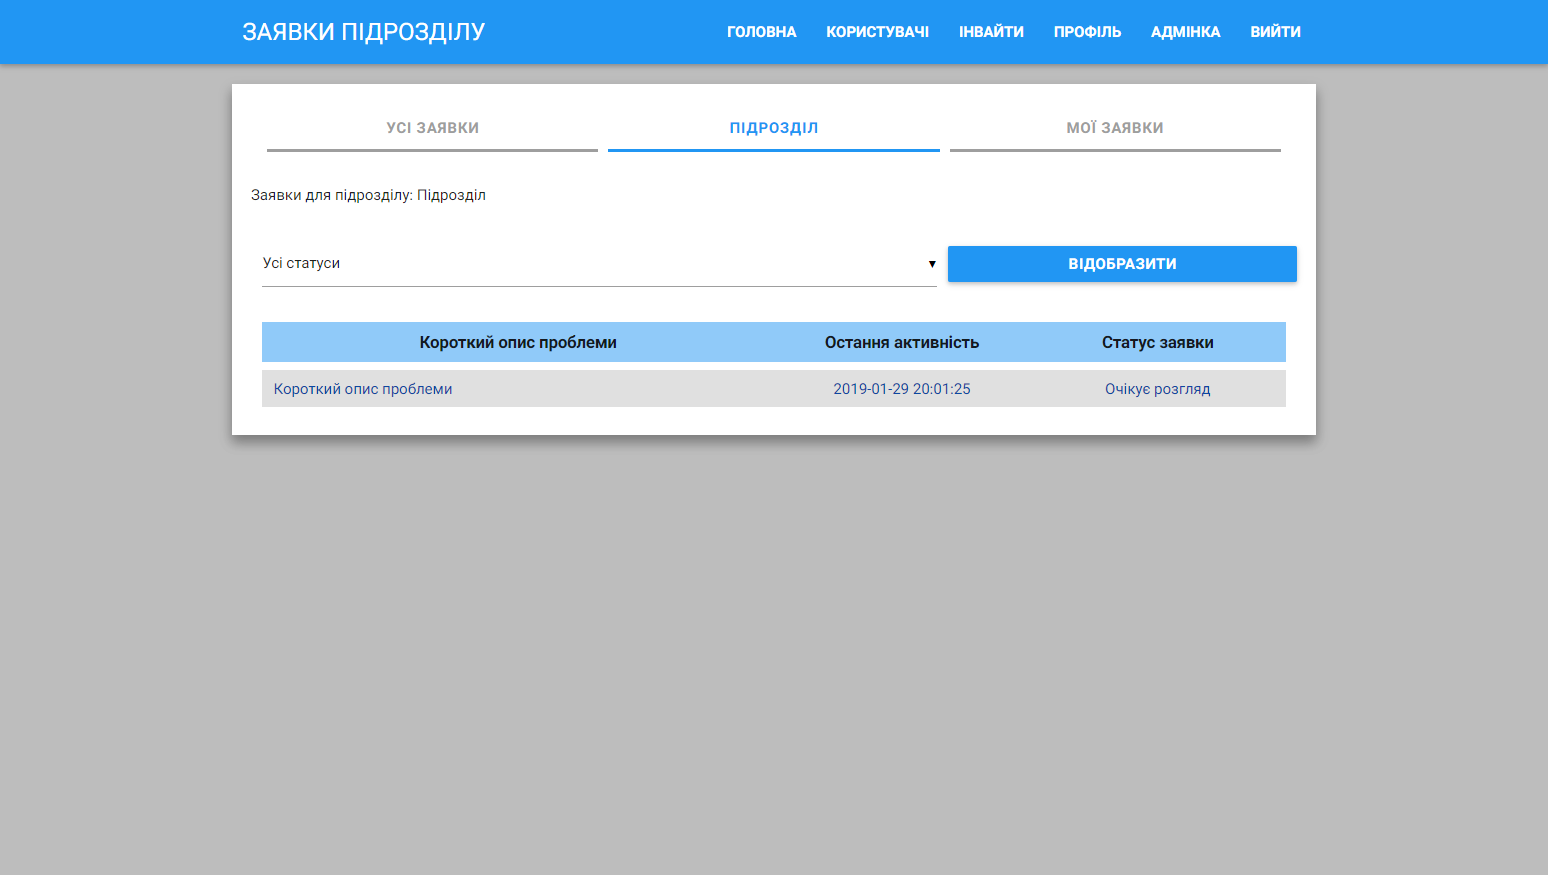 ЗАЯВКИ ПІДРОЗДІЛУ ГОЛОВНА КОРИСТУВАЧІ ІНВАЙТИ ПРОФІЛЬ АДМІНКА ВИЙТИ
УСІ ЗАЯВКИ ПІДРОЗДІЛ МОЇ ЗАЯВКИ
Заявки для підрозділу: Підрозділ
Усі статуси ВІДОБРАЗИТИ
Короткий опис проблеми Остання активність Статус заявки
Короткий опис проблеми 2019-01-29 20:01:25 Очікує розгляд